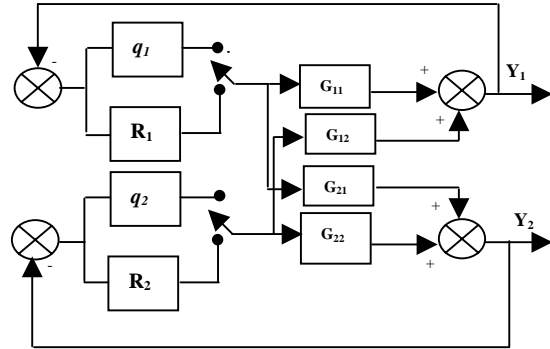 -
q₁
.
R₁
G₁₁
G₁₂
+
+
Y₁
q₂
R₂
-
G₂₁
G₂₂
+
+
Y₂